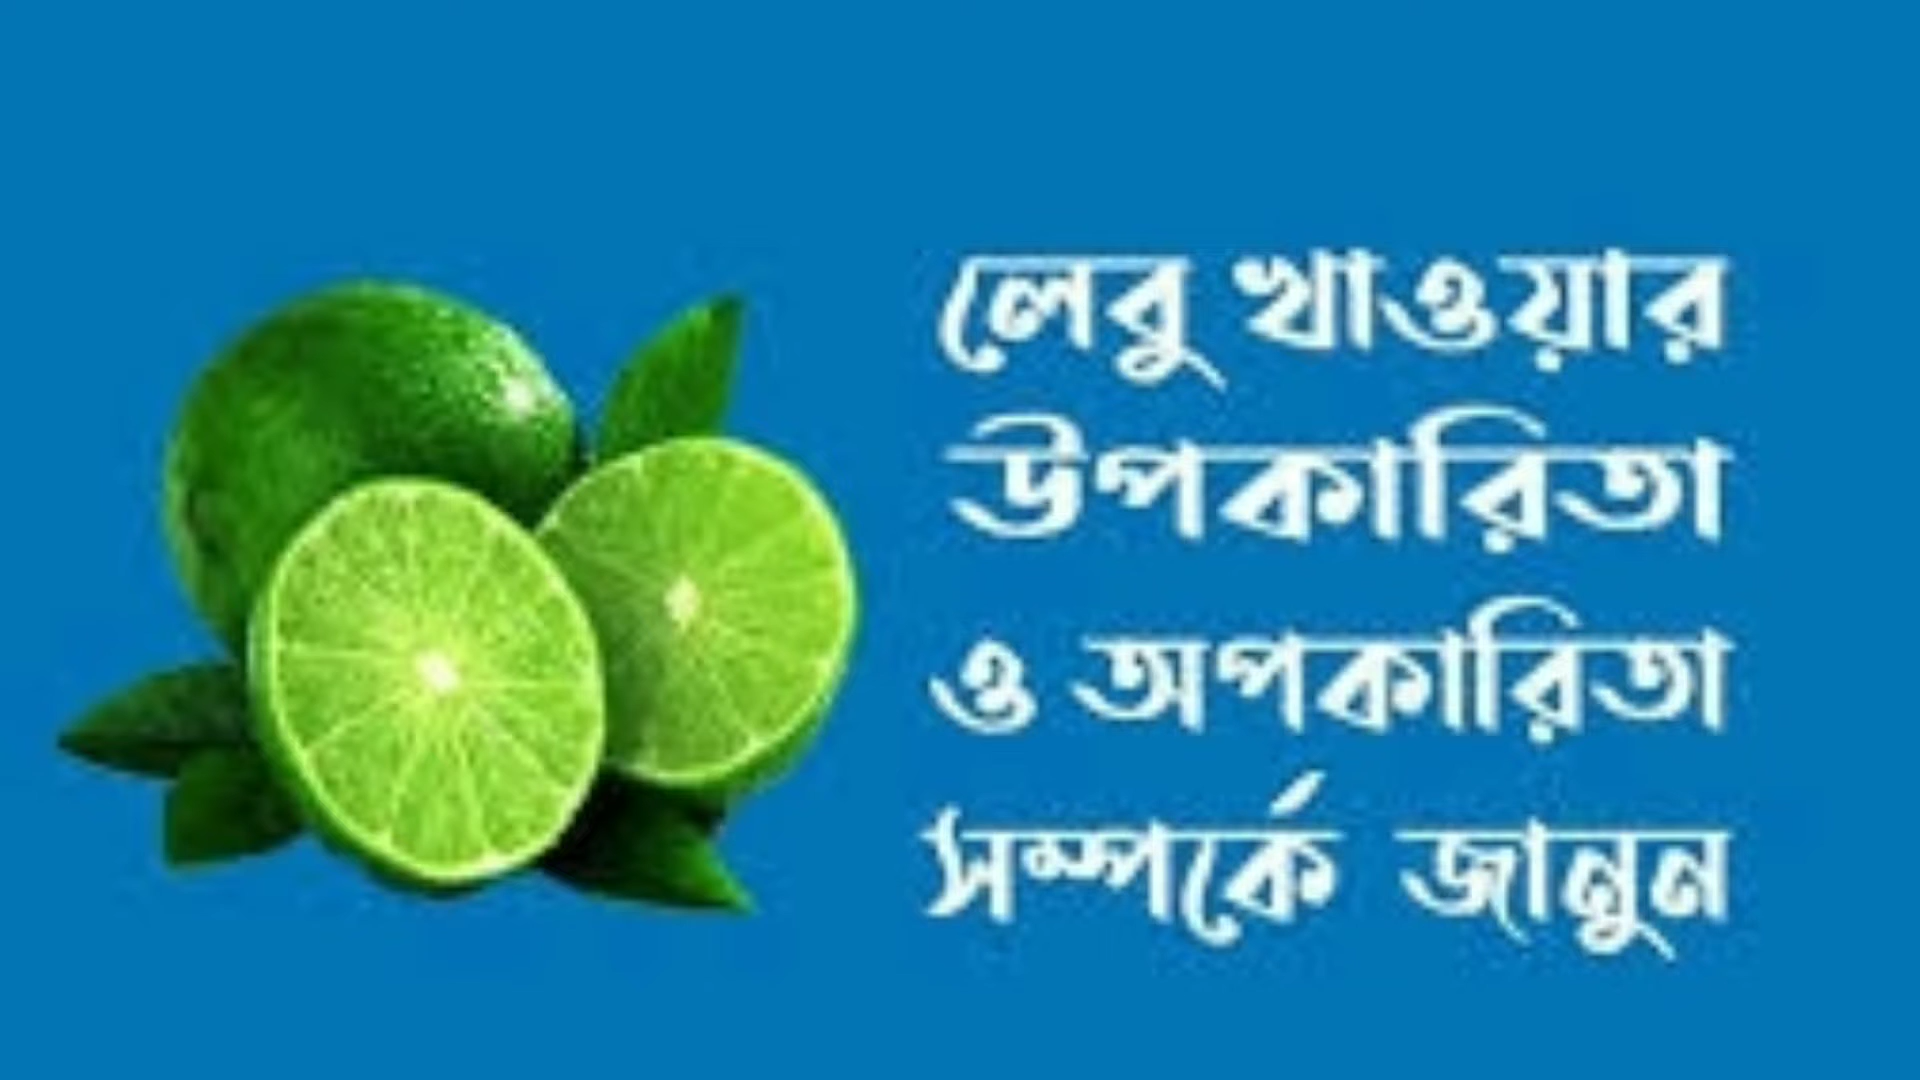 লেবু খাওয়ার
উপকারিতা
ও অপকারিতা
সম্পর্কে জানুন